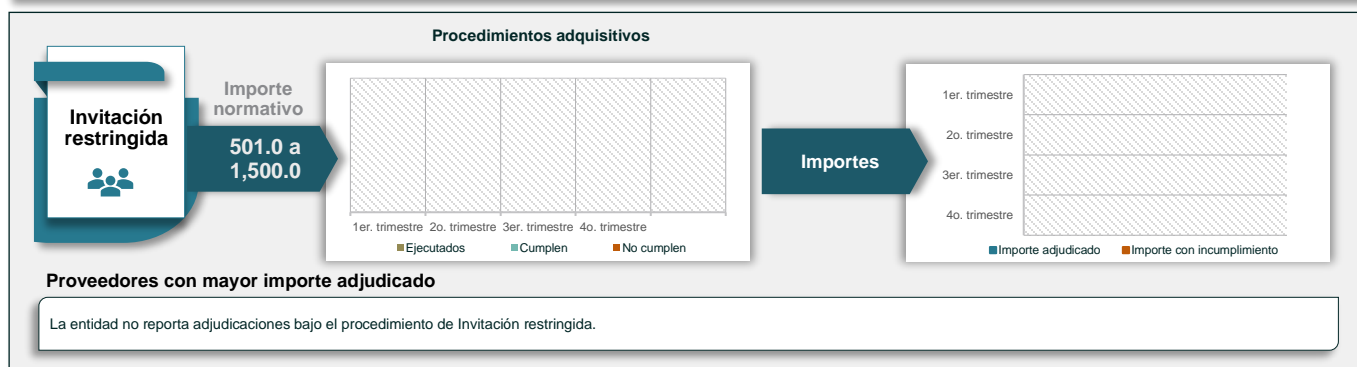 Procedimientos adquisitivos
Invitación
restringida
Importe
normativo
501.0 a
1,500.0
1er. trimestre 2o. trimestre 3er. trimestre 4o. trimestre
Ejecutados Cumplen No cumplen
Importes
1er. trimestre
2o. trimestre
3er. trimestre
4o. trimestre
Importe adjudicado Importe con incumplimiento
Proveedores con mayor importe adjudicado
La entidad no reporta adjudicaciones bajo el procedimiento de Invitación restringida.